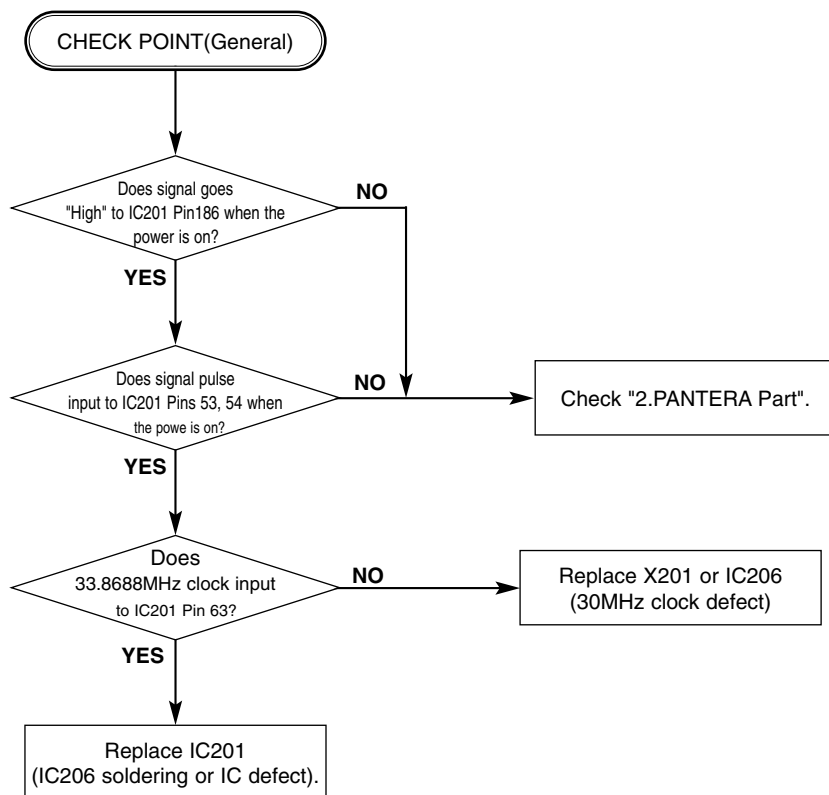 CHECK POINT(General)
Does signal goes
"High" to IC201 Pin186 when the
power is on?
NO
YES
Does signal pulse
input to IC201 Pins 53, 54 when
the powe is on?
NO
Check "2.PANTERA Part".
YES
Does
33.8688MHz clock input
to IC201 Pin 63?
NO
Replace X201 or IC206
(30MHz clock defect)
YES
Replace IC201
(IC206 soldering or IC defect).